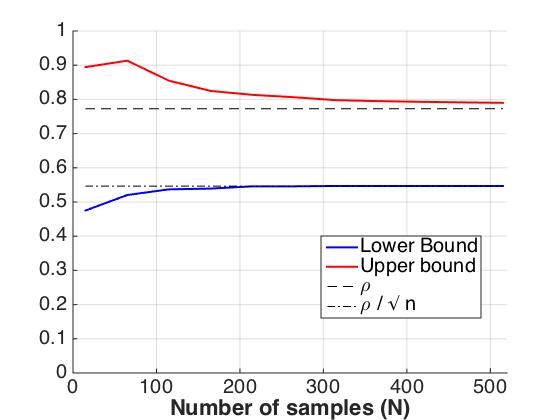 1
0.9
0.8
0.7
0.6
0.5
0.4
0.3
0.2
0.1
0
Lower Bound
Upper bound
ρ
ρ / √ n
0 100 200 300 400 500
Number of samples (N)